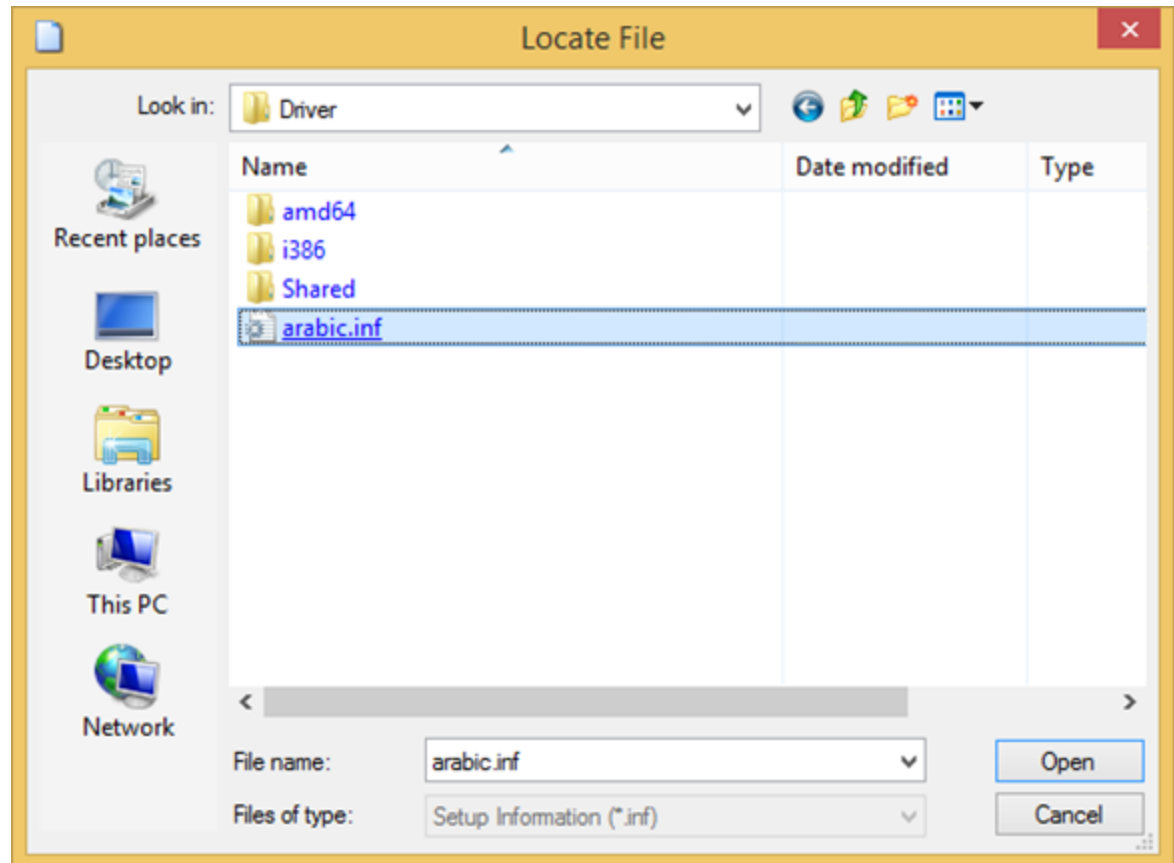 Locate File
Look in: Driver
Name Date modified Type
amd64
i386
Shared
arabic.inf
Recent places
Desktop
Libraries
This PC
Network
File name: arabic.inf Open
Files of type: Setup Information (*.inf) Cancel